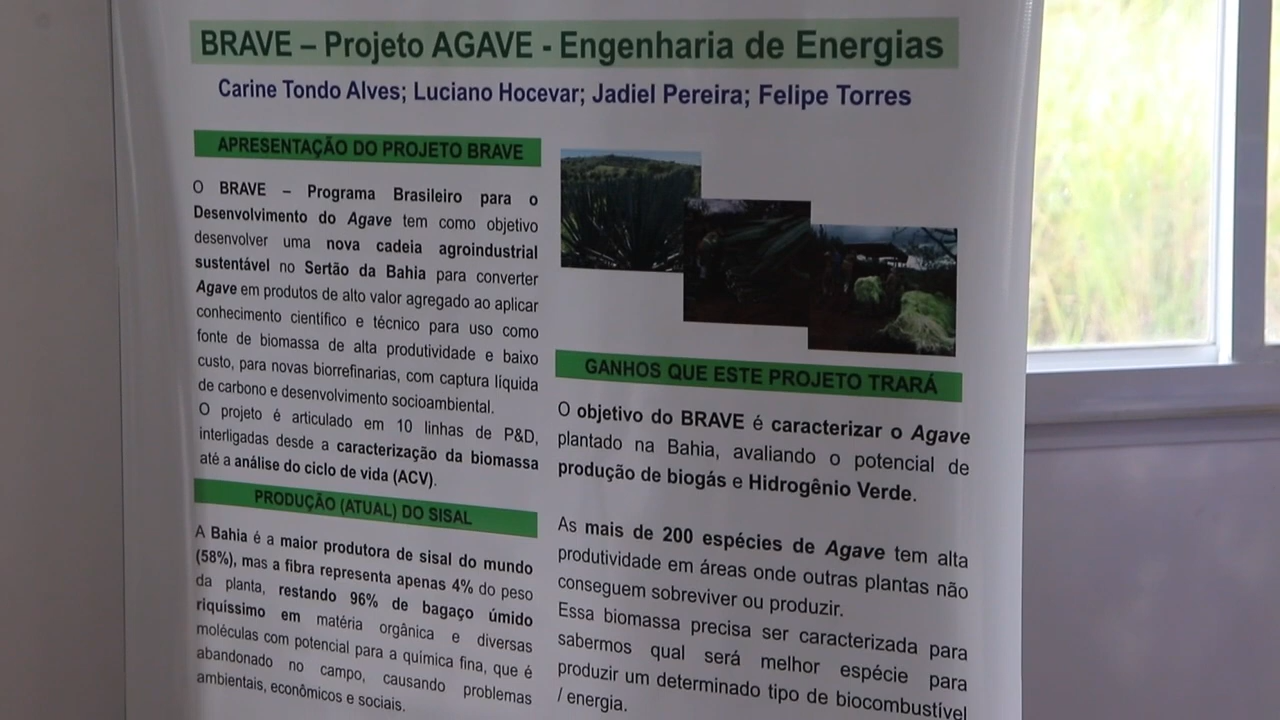 BRAVE – Projeto AGAVE - Engenharia de Energias
Carine Tondo Alves; Luciano Hocevar; Jadiel Pereira; Felipe Torres
APRESENTAÇÃO DO PROJETO BRAVE
O BRAVE – Programa Brasileiro para o
Desenvolvimento do Agave tem como objetivo
desenvolver uma nova cadeia agroindustrial
sustentável no Sertão da Bahia para converter
Agave em produtos de alto valor agregado ao aplicar
conhecimento científico e técnico para uso como
fonte de biomassa de alta produtividade e baixo
custo, para novas biorrefinarias, com captura líquida
de carbono e desenvolvimento socioambiental.
O projeto é articulado em 10 linhas de P&D,
interligadas desde a caracterização da biomassa
até a análise do ciclo de vida (ACV).
PRODUÇÃO (ATUAL) DO SISAL
A Bahia é a maior produtora de sisal do mundo
(58%), mas a fibra representa apenas 4% do peso
da planta, restando 96% de bagaço úmido
riquissimo em matéria orgânica e diversas
moléculas com potencial para a química fina, que é
abandonado no campo, causando problemas
ambientais, econômicos e sociais.
GANHOS QUE ESTE PROJETO TRARÁ
O objetivo do BRAVE é caracterizar o Agave
plantado na Bahia, avaliando o potencial de
produção de biogás e Hidrogênio Verde.
As mais de 200 espécies de Agave tem alta
produtividade em áreas onde outras plantas não
conseguem sobreviver ou produzir.
Essa biomassa precisa ser caracterizada para
sabermos qual será melhor espécie para
produzir um determinado tipo de biocombustível
/ energia.